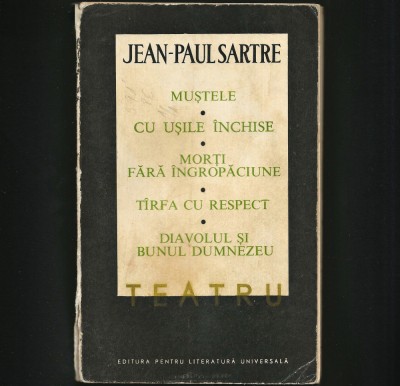 JEAN-PAUL SARTRE
MUȘTELE
CU UȘILE ÎNCHISE
MORȚI
FĂRĂ ÎNGROPĂCIUNE
TÎRFA CU RESPECT
DIAVOLUL ȘI
BUNUL DUMNEZEU
TEATRU
EDITURA PENTRU LITERATURĂ UNIVERSALĂ